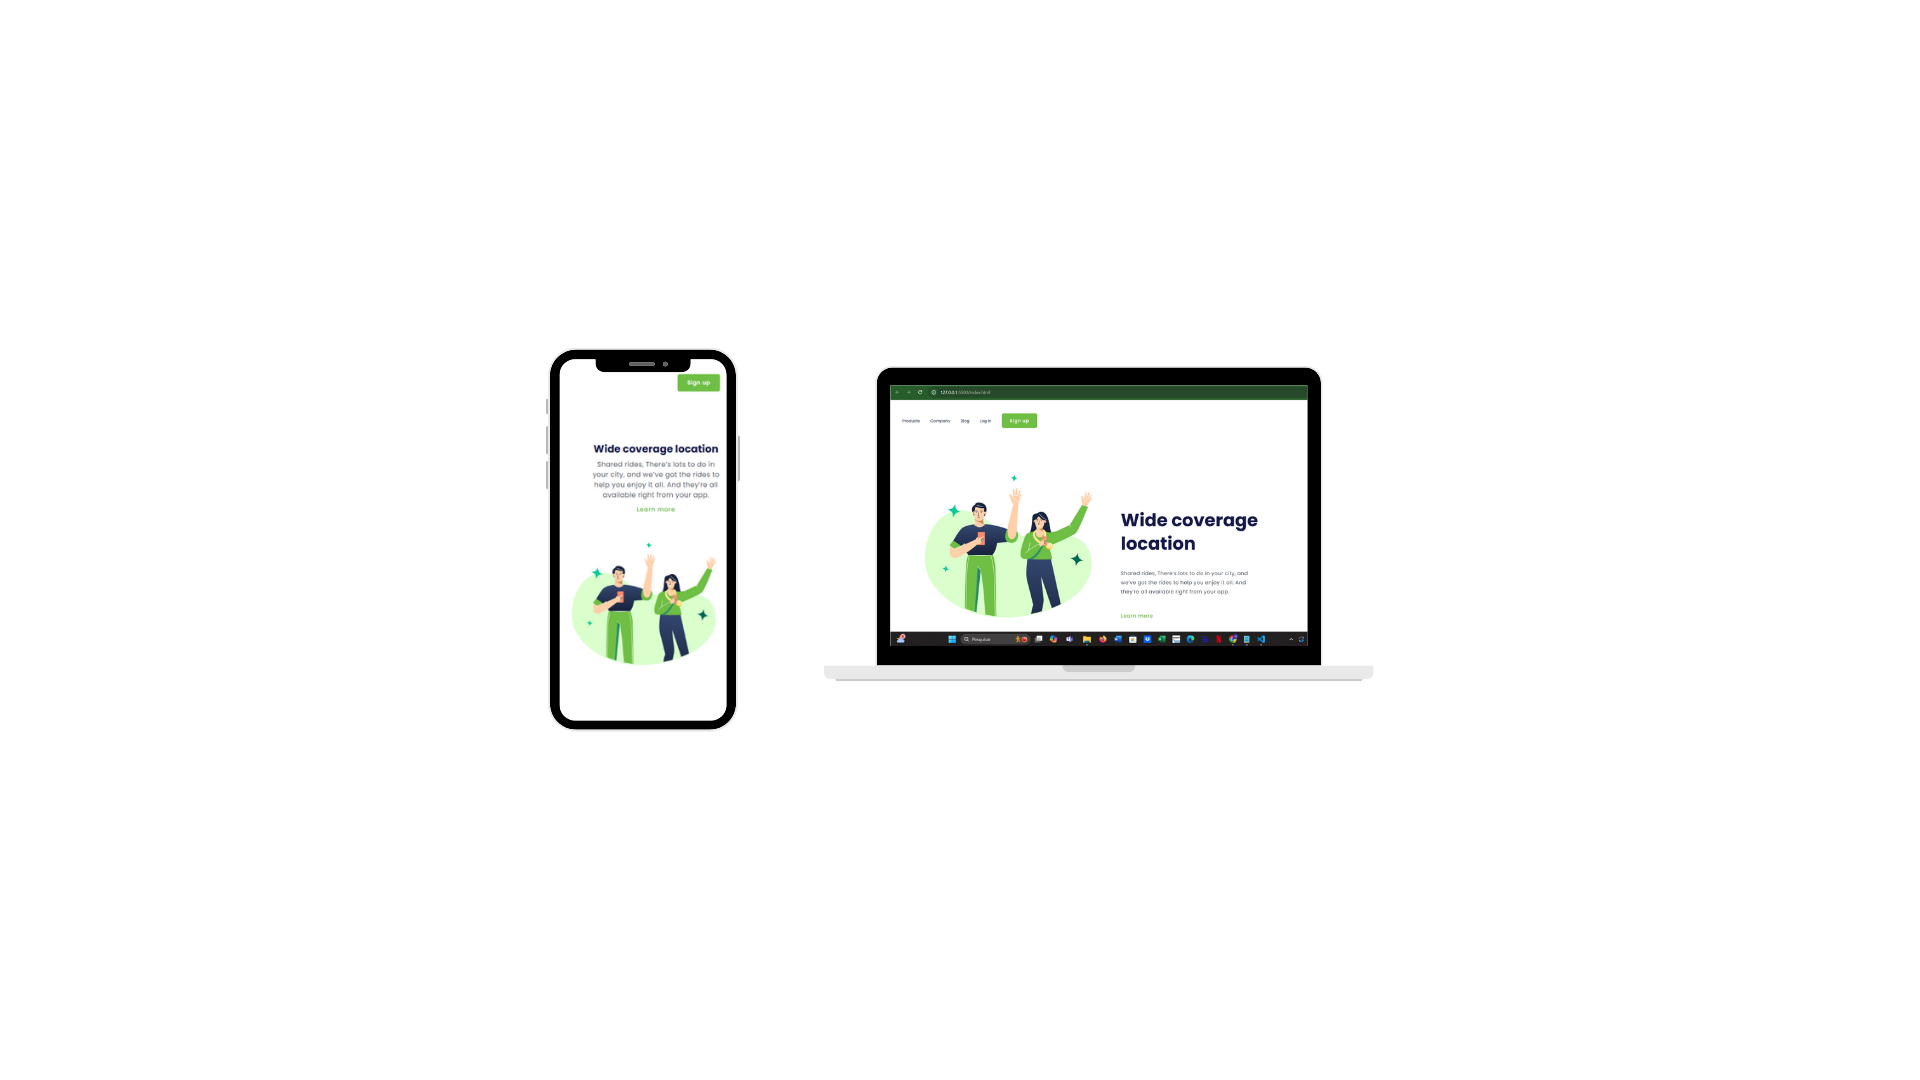 Sign up
Wide coverage location
Shared rides, There's lots to do in
your city, and we've got the rides to
help you enjoy it all. And they're all
available right from your app.
Learn more
127.0.0.1:5500/index.html
Products Company Blog Log In Sign up
Wide coverage
location
Shared rides, There's lots to do in your city, and
we've got the rides to help you enjoy it all. And
they're all available right from your app.
Learn more
Pesquisar